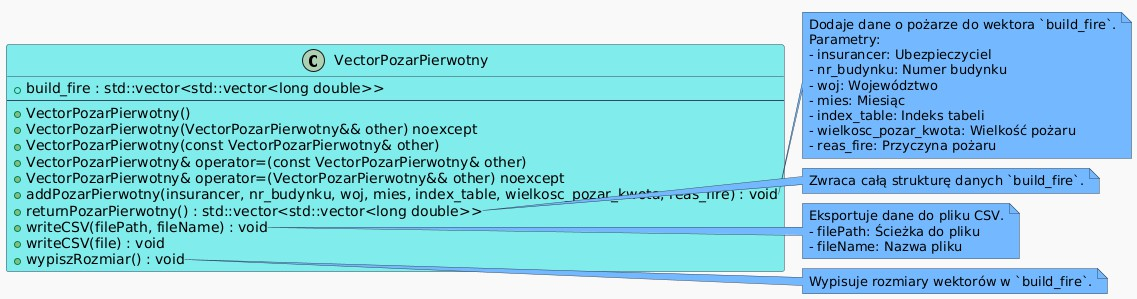 C VectorPozarPierwotny
build_fire : std::vector<std::vector<long double>>
VectorPozarPierwotny()
VectorPozarPierwotny(VectorPozarPierwotny&& other) noexcept
VectorPozarPierwotny(const VectorPozarPierwotny& other)
VectorPozarPierwotny& operator=(const VectorPozarPierwotny& other)
VectorPozarPierwotny& operator=(VectorPozarPierwotny&& other) noexcept
addPozarPierwotny(insurancer, nr_budynku, woj, mies, index_table, wielkosc_pozar_kwota, reas_fire) : void
returnPozarPierwotny() : std::vector<std::vector<long double>>
writeCSV(filePath, fileName) : void
writeCSV(file) : void
wypiszRozmiar() : void
Dodaje dane o pożarze do wektora `build_fire`.
Parametry:
- insurancer: Ubezpieczyciel
- nr_budynku: Numer budynku
- woj: Województwo
- mies: Miesiąc
- index_table: Indeks tabeli
- wielkosc_pozar_kwota: Wielkość pożaru
- reas_fire: Przyczyna pożaru
Zwraca całą strukturę danych `build_fire`.
Eksportuje dane do pliku CSV.
- filePath: Ścieżka do pliku
- fileName: Nazwa pliku
Wypisuje rozmiary wektorów w `build_fire`.